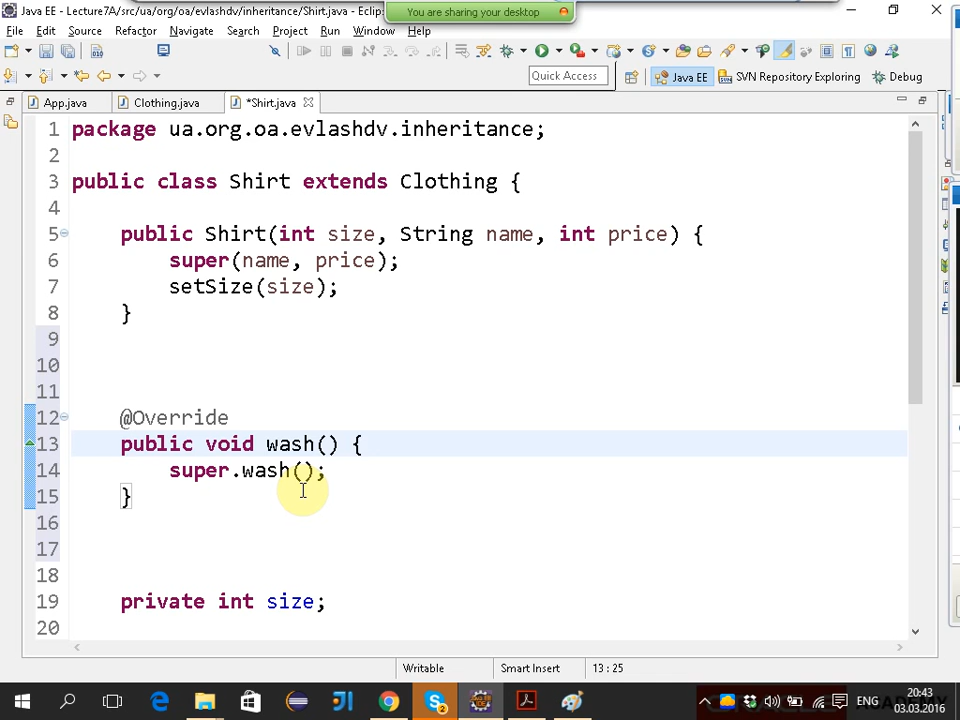 Java EE - Lecture7A/src/ua/org/oa/evlashdv/inheritance/Shirt.java - Eclip
You are sharing your desktop
File Edit Source Refactor Navigate Search Project Run Window Help
Quick Access
Java EE
SVN Repository Exploring
Debug
App.java
Clothing.java
*Shirt.java
1 package ua.org.oa.evlashdv.inheritance;
2
3 public class Shirt extends Clothing {
4
5 public Shirt(int size, String name, int price) {
6 super(name, price);
7 setSize(size);
8 }
9
10
11
12 @Override
13 public void wash() {
14 super.wash();
15 }
16
17
18
19 private int size;
20
Writable
Smart Insert
13 : 25
2
ENG
20:43
03.03.2016